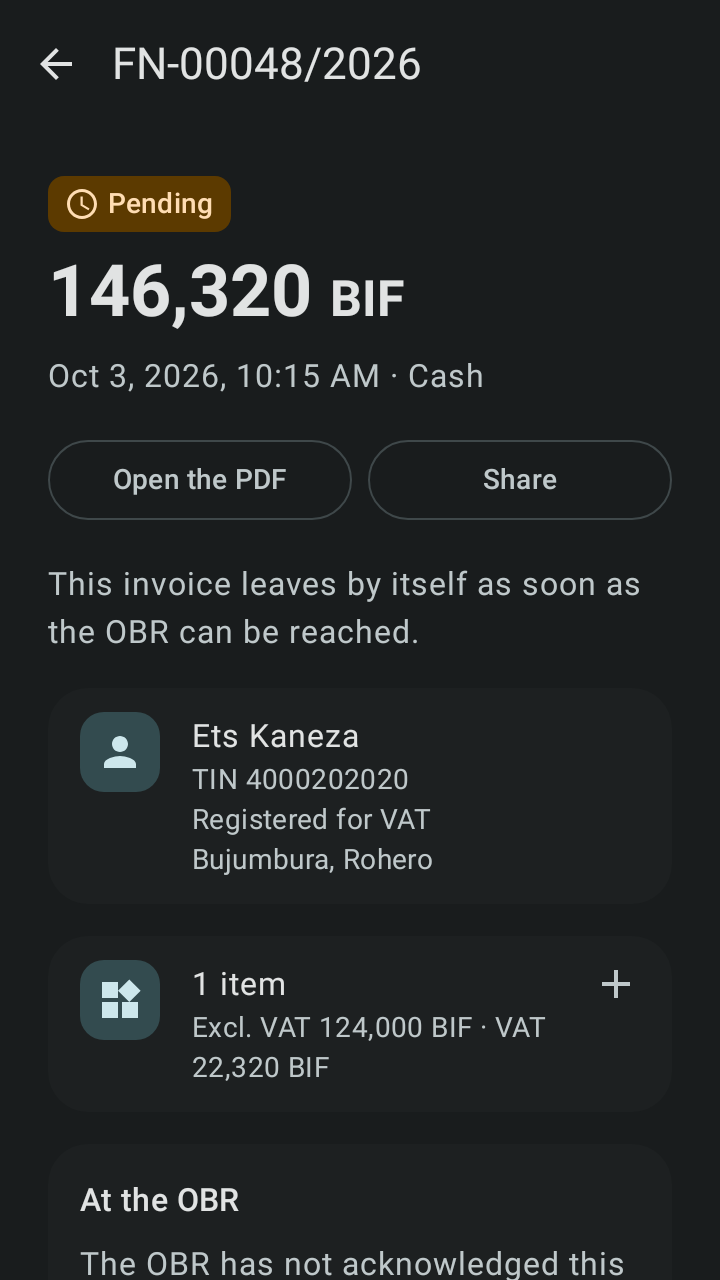 FN-00048/2026
Pending
146,320 BIF
Oct 3, 2026, 10:15 AM · Cash
Open the PDF
Share
This invoice leaves by itself as soon as
the OBR can be reached.
Ets Kaneza
TIN 4000202020
Registered for VAT
Bujumbura, Rohero
1 item
Excl. VAT 124,000 BIF · VAT
22,320 BIF
At the OBR
The OBR has not acknowledged this